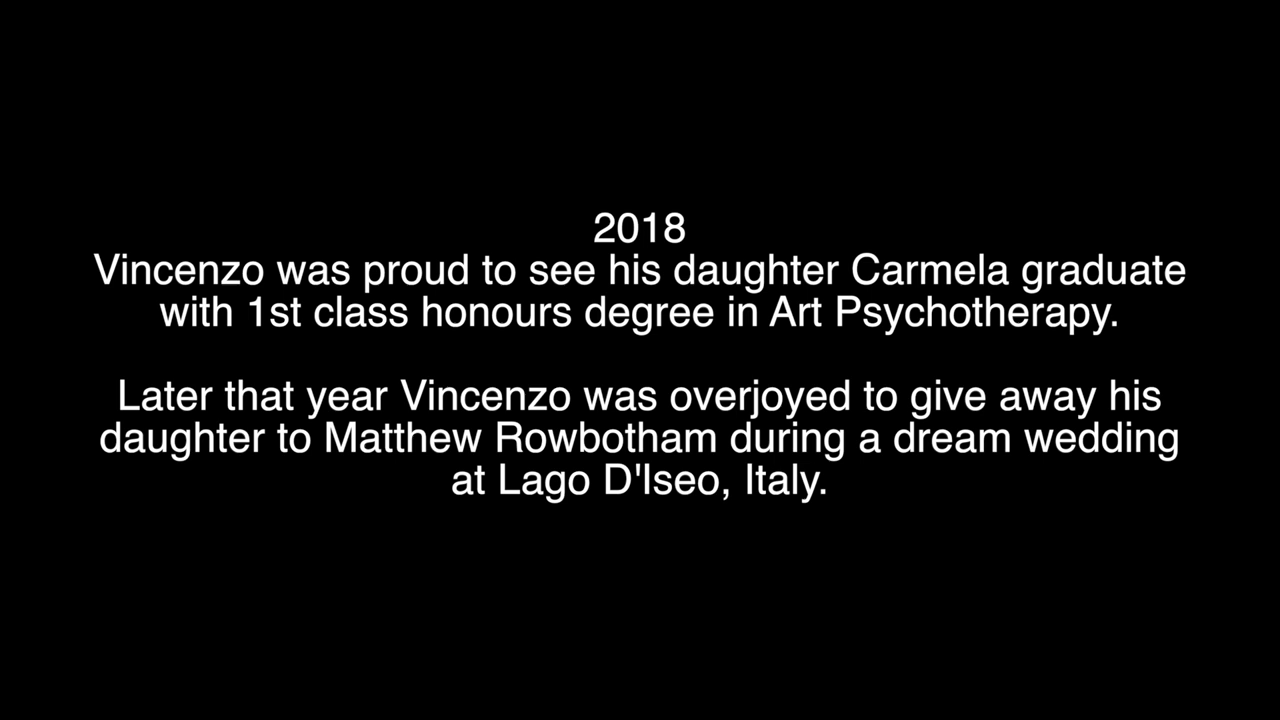 2018
Vincenzo was proud to see his daughter Carmela graduate
with 1st class honours degree in Art Psychotherapy.
Later that year Vincenzo was overjoyed to give away his
daughter to Matthew Rowbotham during a dream wedding
at Lago D'Iseo, Italy.